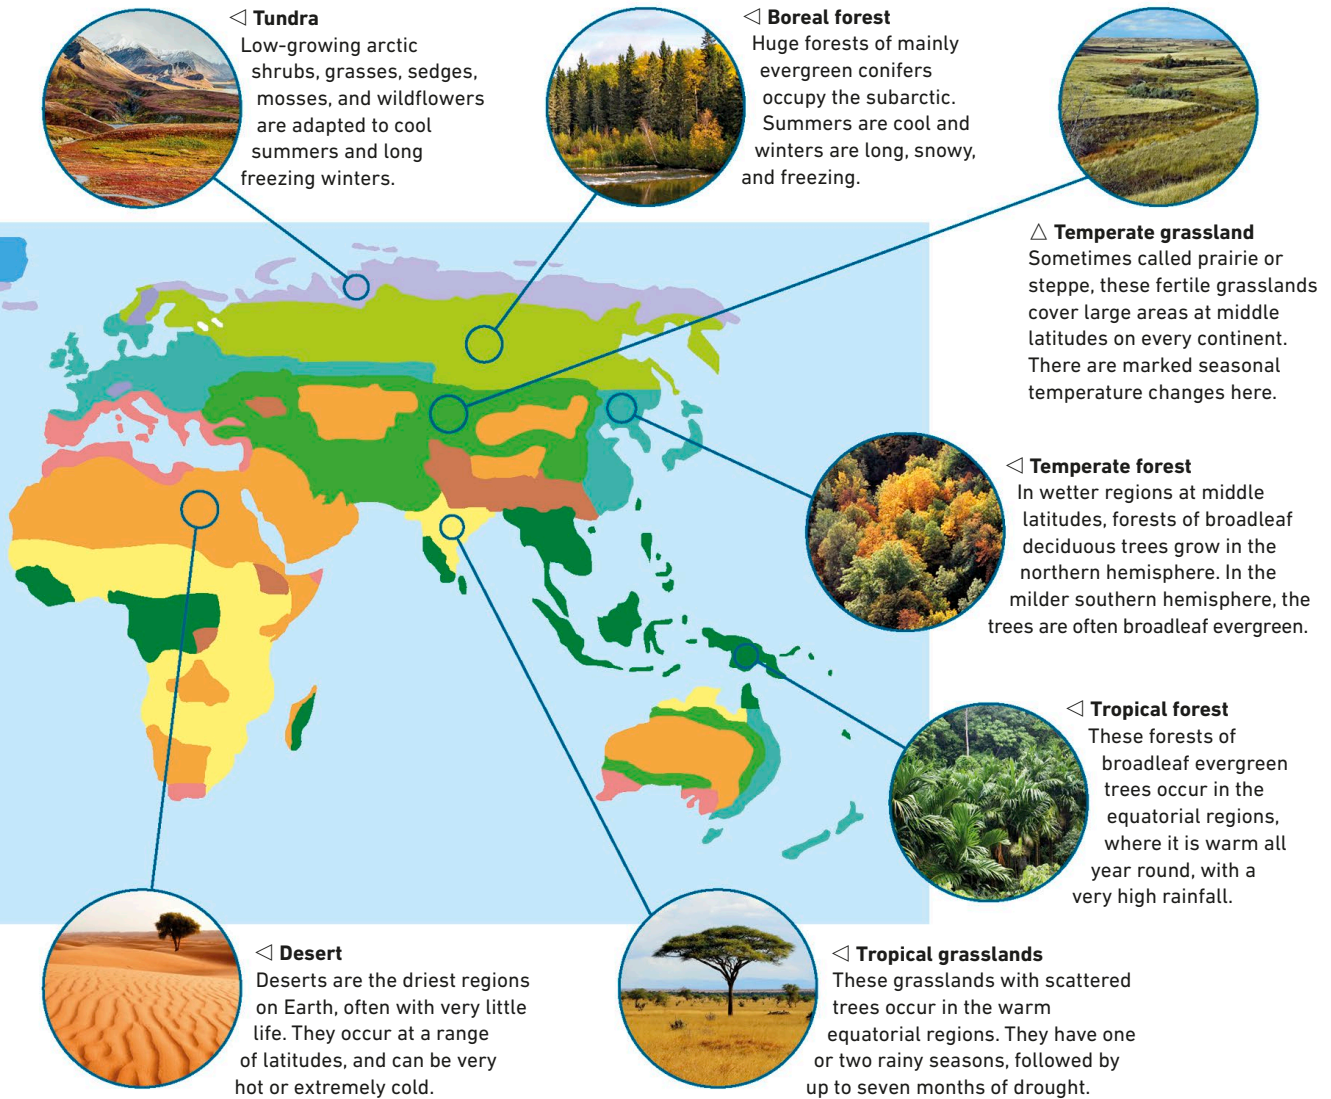 ◁ Tundra
Low-growing arctic
shrubs, grasses, sedges,
mosses, and wildflowers
are adapted to cool
summers and long
freezing winters.
◁ Boreal forest
Huge forests of mainly
evergreen conifers
occupy the subarctic.
Summers are cool and
winters are long, snowy,
and freezing.
△ Temperate grassland
Sometimes called prairie or
steppe, these fertile grasslands
cover large areas at middle
latitudes on every continent.
There are marked seasonal
temperature changes here.
◁ Temperate forest
In wetter regions at middle
latitudes, forests of broadleaf
deciduous trees grow in the
northern hemisphere. In the
milder southern hemisphere, the
trees are often broadleaf evergreen.
◁ Tropical forest
These forests of
broadleaf evergreen
trees occur in the
equatorial regions,
where it is warm all
year round, with a
very high rainfall.
◁ Desert
Deserts are the driest regions
on Earth, often with very little
life. They occur at a range
of latitudes, and can be very
hot or extremely cold.
◁ Tropical grasslands
These grasslands with scattered
trees occur in the warm
equatorial regions. They have one
or two rainy seasons, followed by
up to seven months of drought.